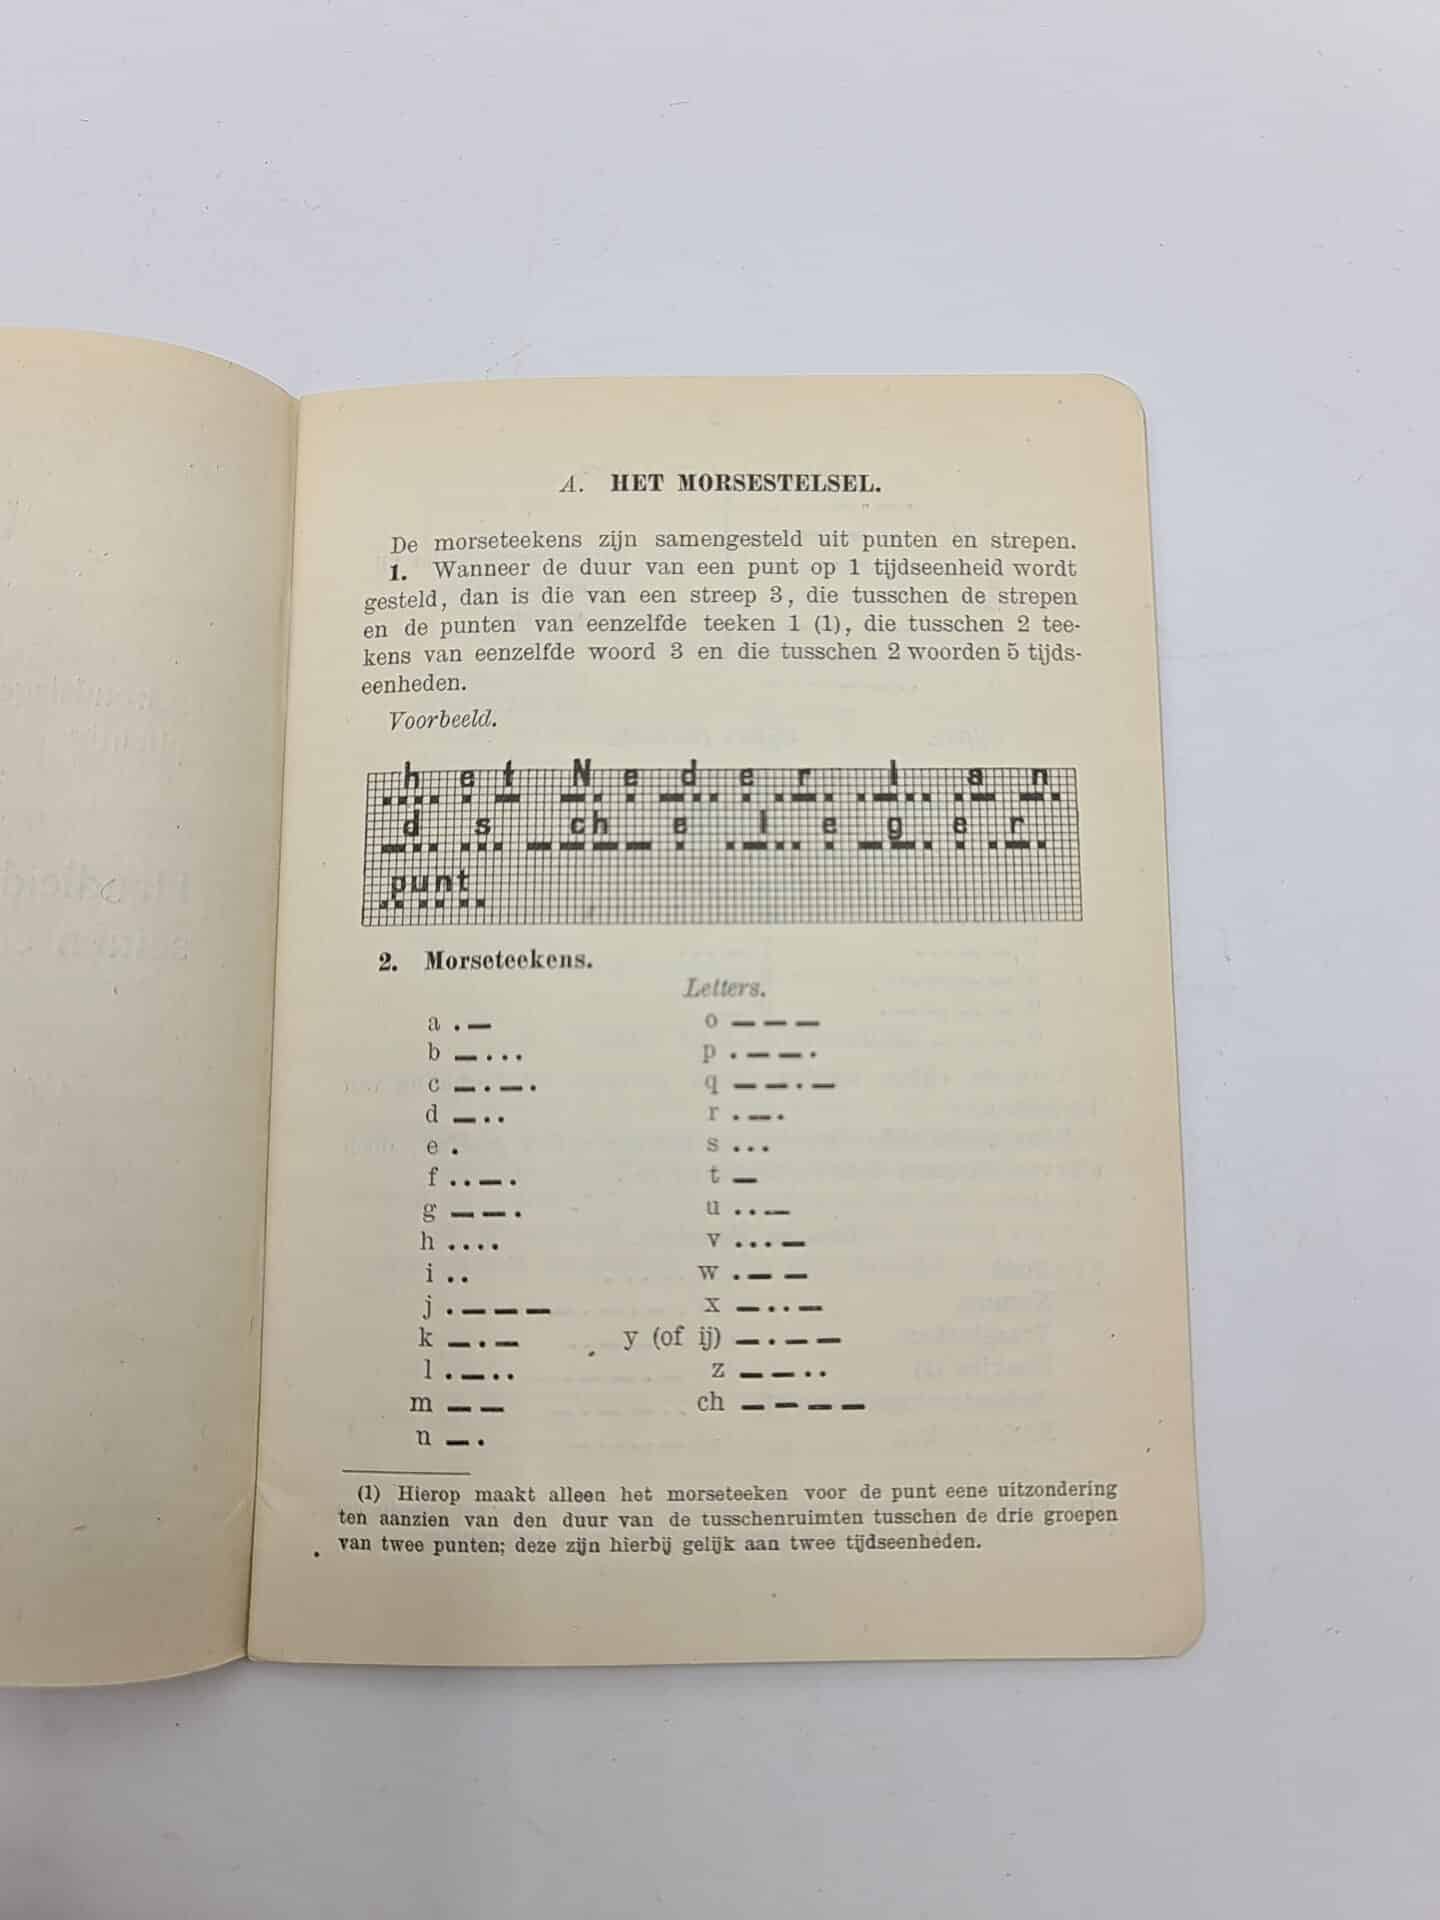 A. HET MORSESTELSEL.
De morseteekens zijn samengesteld uit punten en strepen.
1. Wanneer de duur van een punt op 1 tijdseenheid wordt
gesteld, dan is die van een streep 3, die tusschen de strepen
en de punten van eenzelfde teeken 1 (1), die tusschen 2 tee-
kens van eenzelfde woord 3 en die tusschen 2 woorden 5 tijds-
eenheden.
Voorbeeld.
h e t N e d e r l a n
d s ch e l e g e r
punt
2. Morseteekens.
Letters.
a . — o — — —
b — . . . p . — — .
c — . — . q — — . —
d — . . r . — .
e . s . . .
f . . — . t —
g — — . u . . —
h . . . . v . . . —
i . . w . — —
j . — — — x — . . —
k — . — y (of ij) — . — —
l . — . . z — — . .
m — — ch — — — —
n — .
(1) Hierop maakt alleen het morseteeken voor de punt eene uitzondering
ten aanzien van den duur van de tusschenruimten tusschen de drie groepen
van twee punten; deze zijn hierbij gelijk aan twee tijdseenheden.